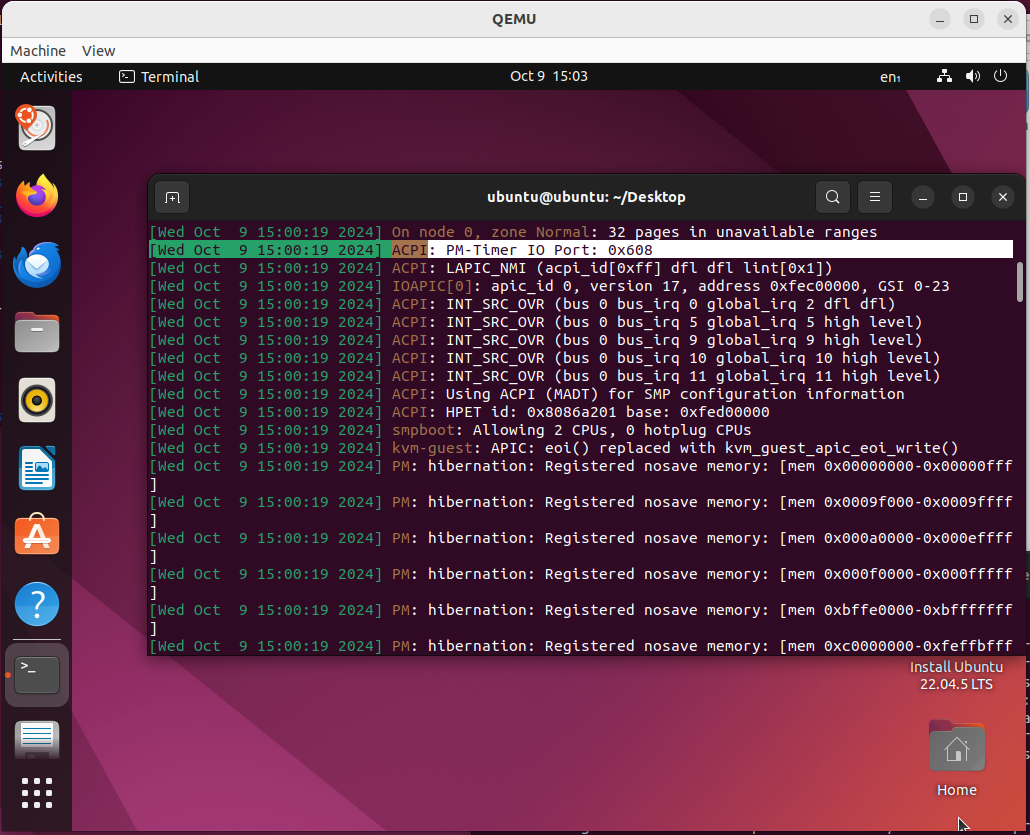 QEMU
Machine View
Activities Terminal Oct 9 15:03 en₁
ubuntu@ubuntu: ~/Desktop
[Wed Oct  9 15:00:19 2024] On node 0, zone Normal: 32 pages in unavailable ranges
[Wed Oct  9 15:00:19 2024] ACPI: PM-Timer IO Port: 0x608
[Wed Oct  9 15:00:19 2024] ACPI: LAPIC_NMI (acpi_id[0xff] dfl dfl lint[0x1])
[Wed Oct  9 15:00:19 2024] IOAPIC[0]: apic_id 0, version 17, address 0xfec00000, GSI 0-23
[Wed Oct  9 15:00:19 2024] ACPI: INT_SRC_OVR (bus 0 bus_irq 0 global_irq 2 dfl dfl)
[Wed Oct  9 15:00:19 2024] ACPI: INT_SRC_OVR (bus 0 bus_irq 5 global_irq 5 high level)
[Wed Oct  9 15:00:19 2024] ACPI: INT_SRC_OVR (bus 0 bus_irq 9 global_irq 9 high level)
[Wed Oct  9 15:00:19 2024] ACPI: INT_SRC_OVR (bus 0 bus_irq 10 global_irq 10 high level)
[Wed Oct  9 15:00:19 2024] ACPI: INT_SRC_OVR (bus 0 bus_irq 11 global_irq 11 high level)
[Wed Oct  9 15:00:19 2024] ACPI: Using ACPI (MADT) for SMP configuration information
[Wed Oct  9 15:00:19 2024] ACPI: HPET id: 0x8086a201 base: 0xfed00000
[Wed Oct  9 15:00:19 2024] smpboot: Allowing 2 CPUs, 0 hotplug CPUs
[Wed Oct  9 15:00:19 2024] kvm-guest: APIC: eoi() replaced with kvm_guest_apic_eoi_write()
[Wed Oct  9 15:00:19 2024] PM: hibernation: Registered nosave memory: [mem 0x00000000-0x00000fff
]
[Wed Oct  9 15:00:19 2024] PM: hibernation: Registered nosave memory: [mem 0x0009f000-0x0009ffff
]
[Wed Oct  9 15:00:19 2024] PM: hibernation: Registered nosave memory: [mem 0x000a0000-0x000effff
]
[Wed Oct  9 15:00:19 2024] PM: hibernation: Registered nosave memory: [mem 0x000f0000-0x000fffff
]
[Wed Oct  9 15:00:19 2024] PM: hibernation: Registered nosave memory: [mem 0xbffe0000-0xbfffffff
]
[Wed Oct  9 15:00:19 2024] PM: hibernation: Registered nosave memory: [mem 0xc0000000-0xfeffbfff
Install Ubuntu
22.04.5 LTS
Home